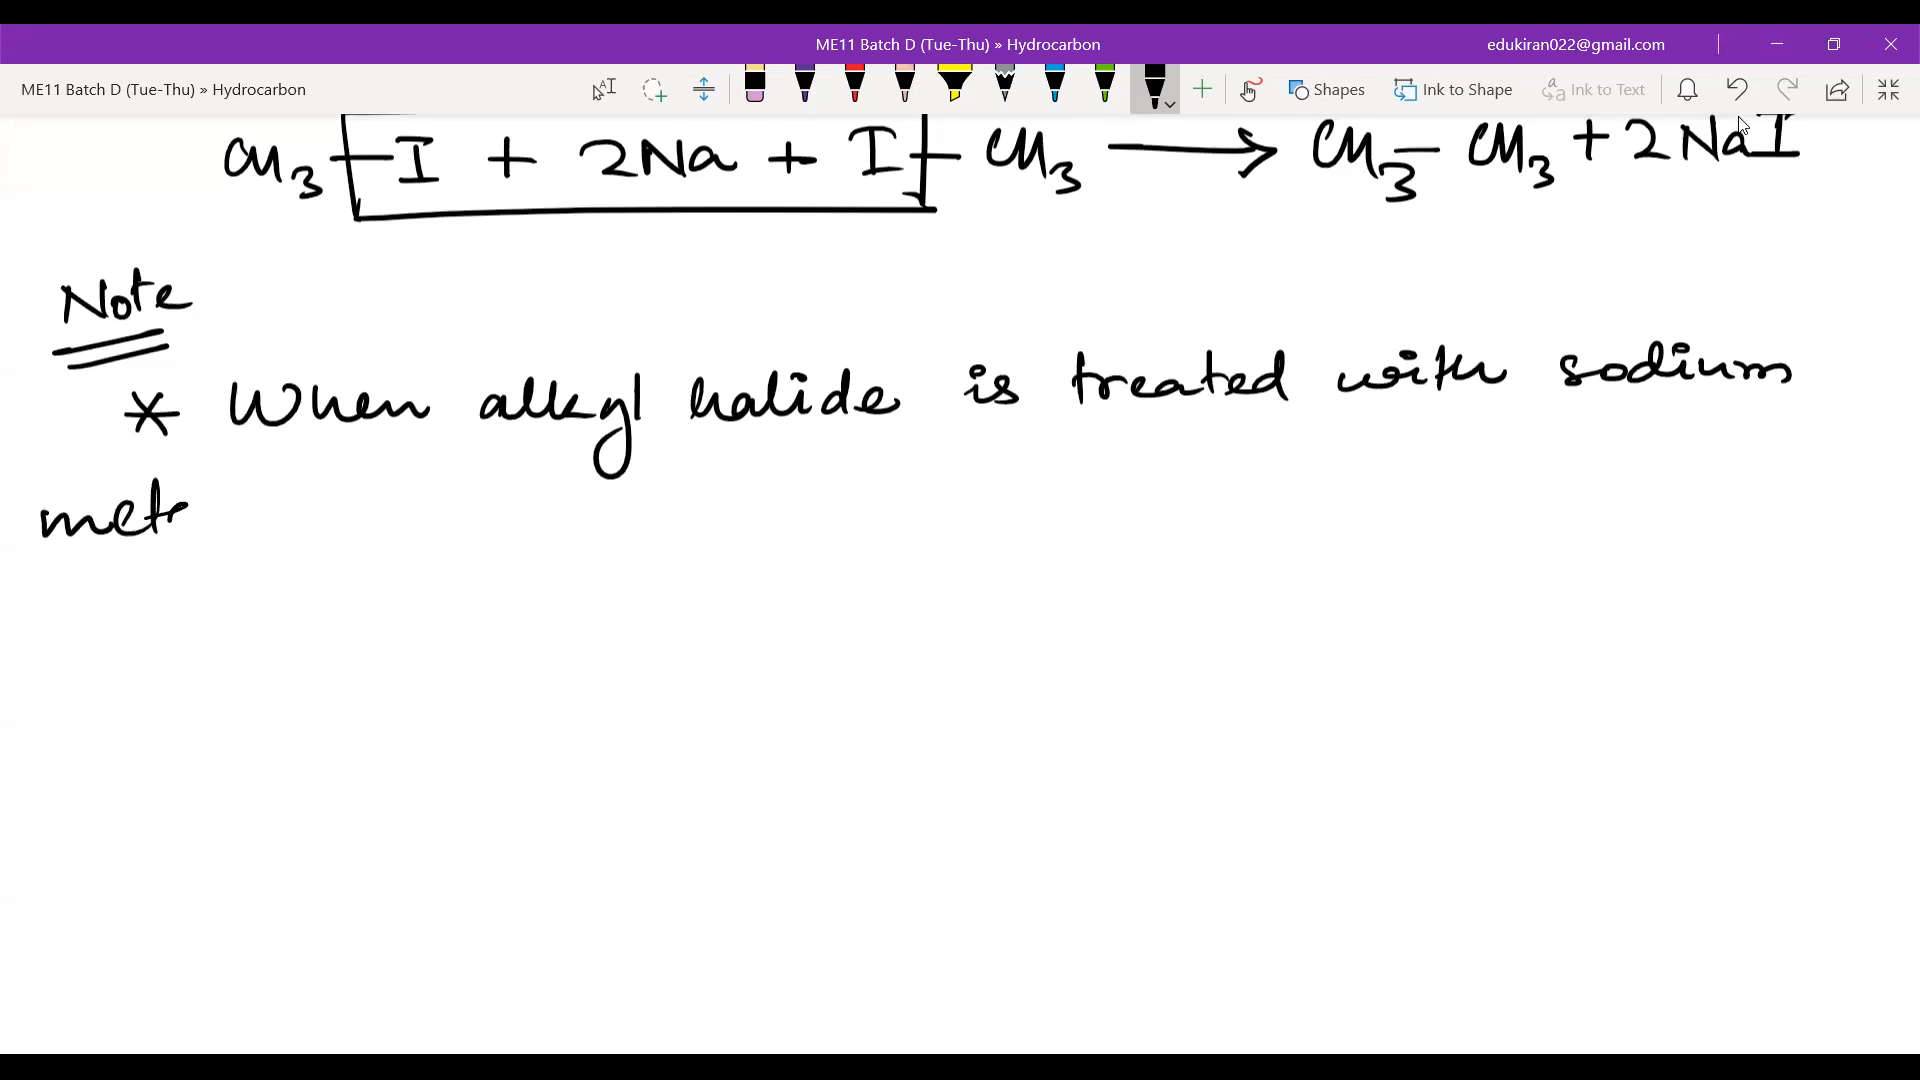 ME11 Batch D (Tue-Thu) » Hydrocarbon
edukiran022@gmail.com
ME11 Batch D (Tue-Thu) » Hydrocarbon
Shapes
Ink to Shape
Ink to Text
CH3 - I + 2Na + I - CH3 ⟶ CH3 - CH3 + 2NaI
Note
* When alkyl halide is treated with sodium
meta